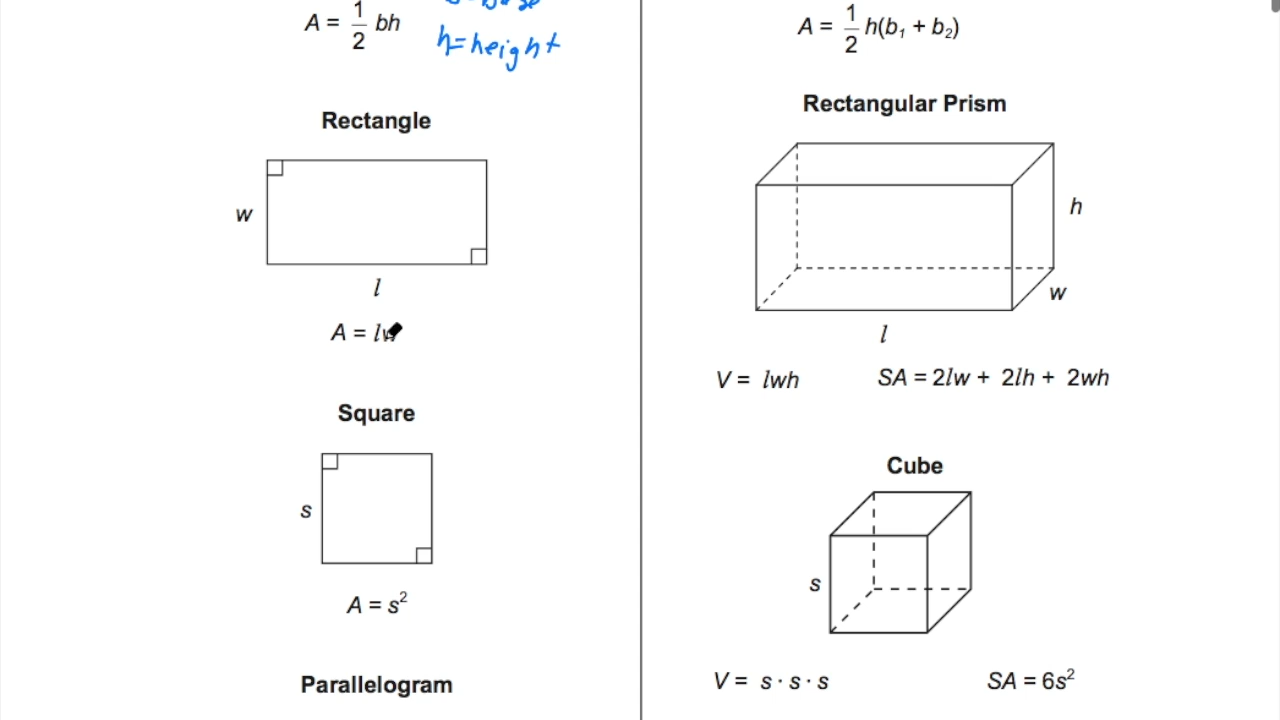 A = 1/2 bh
h=height
Rectangle
w
l
A = lw
Square
s
A = s²
Parallelogram
A = 1/2 h(b₁ + b₂)
Rectangular Prism
h
w
l
V = lwh SA = 2lw + 2lh + 2wh
Cube
s
V = s · s · s SA = 6s²